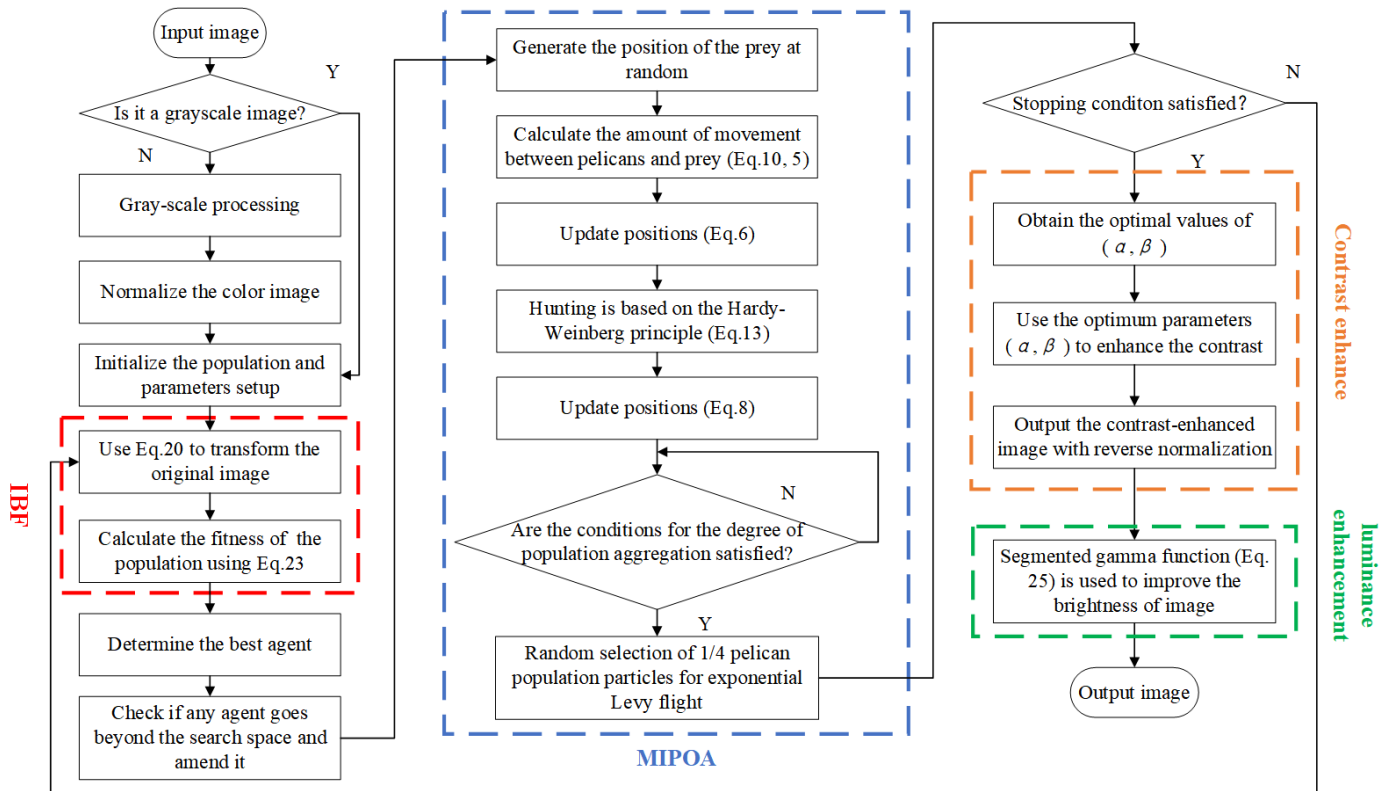 Input image
Y
Is it a grayscale image?
N
Gray-scale processing
Normalize the color image
Initialize the population and
parameters setup
Use Eq.20 to transform the
original image
Calculate the fitness of the
population using Eq.23
IBF
Determine the best agent
Check if any agent goes
beyond the search space and
amend it
Generate the position of the prey at
random
Calculate the amount of movement
between pelicans and prey (Eq.10, 5)
Update positions (Eq.6)
Hunting is based on the Hardy-
Weinberg principle (Eq.13)
Update positions (Eq.8)
N
Are the conditions for the degree of
population aggregation satisfied?
Y
Random selection of 1/4 pelican
population particles for exponential
Levy flight
MIPOA
N
Stopping conditon satisfied?
Y
Obtain the optimal values of
(α, β)
Use the optimum parameters
(α, β) to enhance the contrast
Output the contrast-enhanced
image with reverse normalization
Contrast enhance
Segmented gamma function (Eq.
25) is used to improve the
brightness of image
luminance
enhancement
Output image